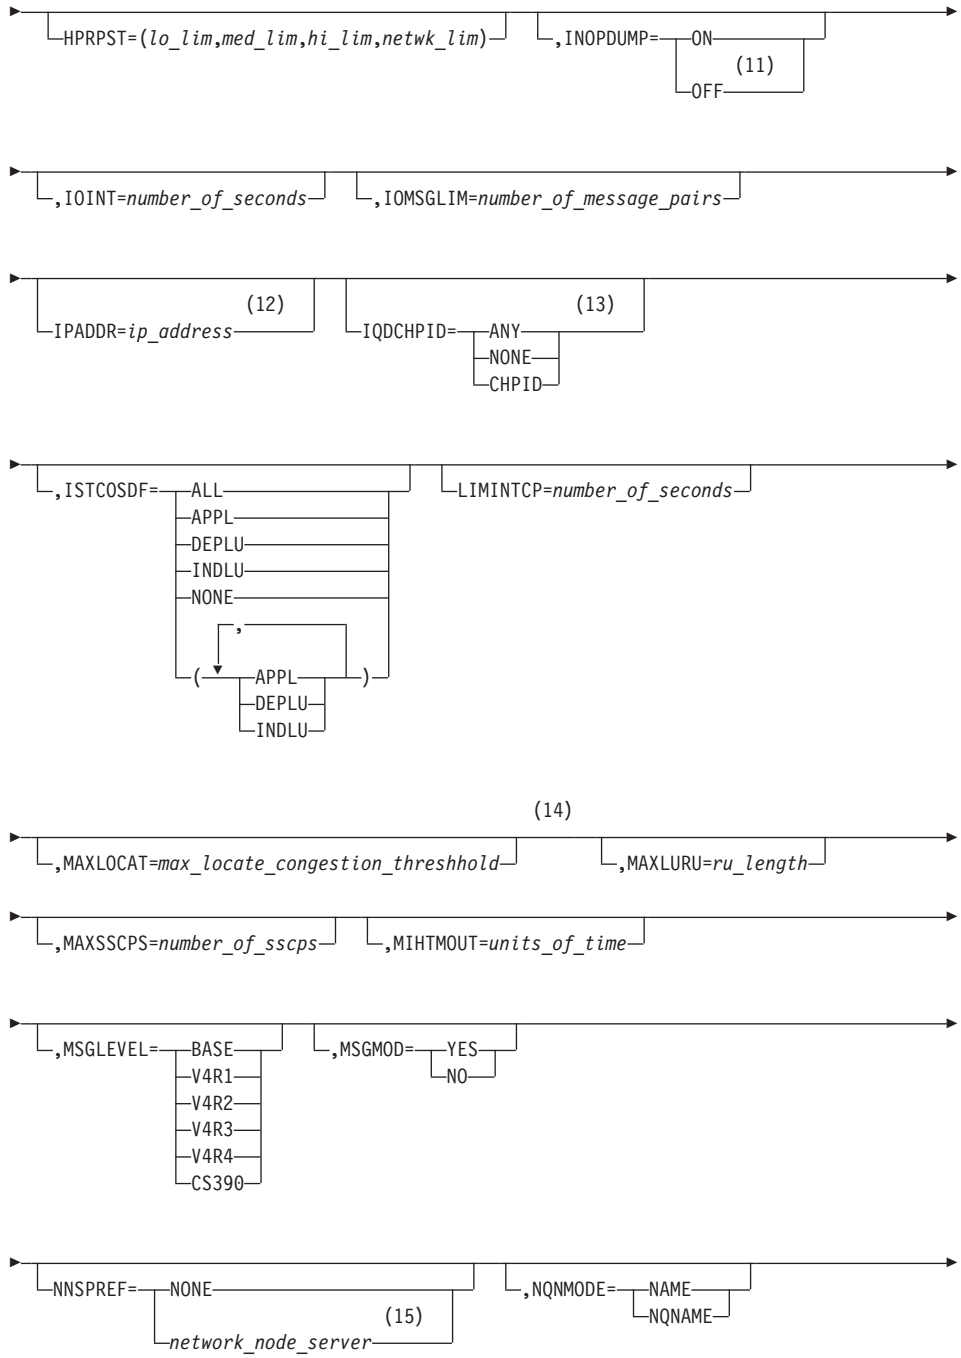 HPRPST=(lo_lim,med_lim,hi_lim,netwk_lim) ,INOPDUMP= ON
(11)
OFF
,IOINT=number_of_seconds ,IOMSGLIM=number_of_message_pairs
(12) (13)
IPADDR=ip_address IQDCHPID= ANY
NONE
CHPID
,ISTCOSDF= ALL LIMINTCP=number_of_seconds
APPL
DEPLU
INDLU
NONE
,
( APPL )
DEPLU
INDLU
(14)
,MAXLOCAT=max_locate_congestion_threshhold ,MAXLURU=ru_length
,MAXSSCPS=number_of_sscps ,MIHTMOUT=units_of_time
,MSGLEVEL= BASE ,MSGMOD= YES
V4R1 NO
V4R2
V4R3
V4R4
CS390
NNSPREF= NONE ,NQNMODE= NAME
(15) NQNAME
network_node_server